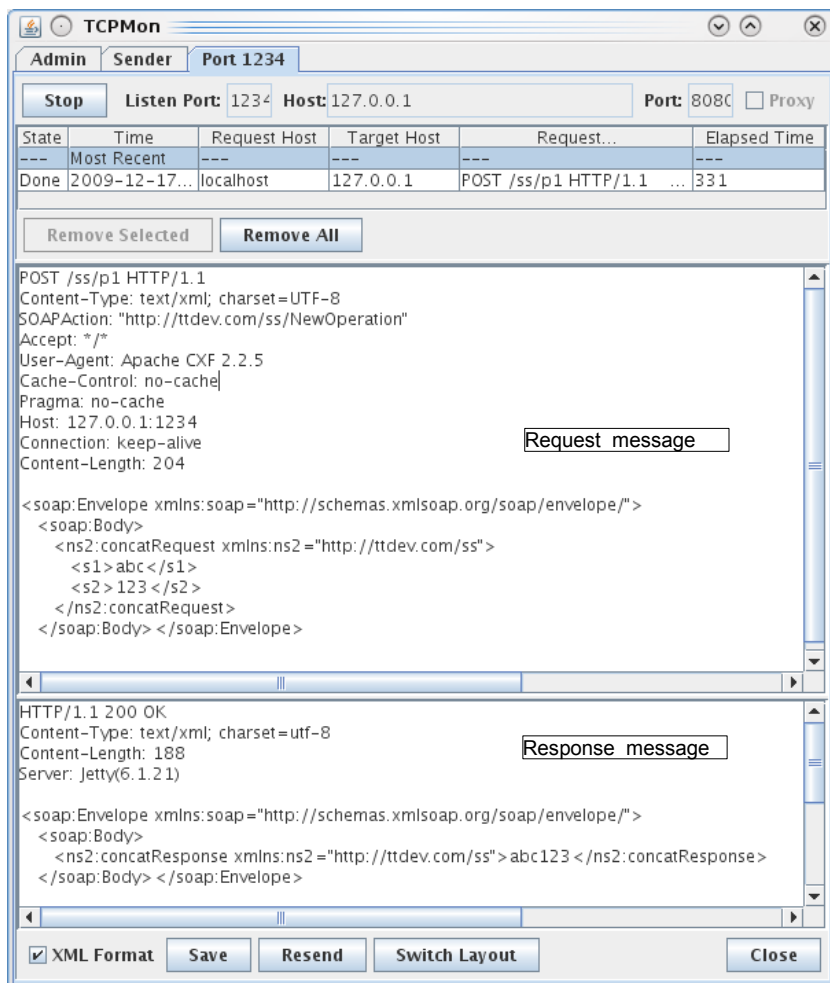 TCPMon
Admin Sender Port 1234
Stop Listen Port: 1234 Host: 127.0.0.1 Port: 8080 Proxy
State Time Request Host Target Host Request... Elapsed Time
--- Most Recent --- --- --- ---
Done 2009-12-17... localhost 127.0.0.1 POST /ss/p1 HTTP/1.1 ... 331
Remove Selected Remove All
POST /ss/p1 HTTP/1.1
Content-Type: text/xml; charset=UTF-8
SOAPAction: "http://ttdev.com/ss/NewOperation"
Accept: */*
User-Agent: Apache CXF 2.2.5
Cache-Control: no-cache
Pragma: no-cache
Host: 127.0.0.1:1234
Connection: keep-alive
Request message
Content-Length: 204
<soap:Envelope xmlns:soap="http://schemas.xmlsoap.org/soap/envelope/">
<soap:Body>
<ns2:concatRequest xmlns:ns2="http://ttdev.com/ss">
<s1>abc</s1>
<s2>123</s2>
</ns2:concatRequest>
</soap:Body></soap:Envelope>
HTTP/1.1 200 OK
Content-Type: text/xml; charset=utf-8
Content-Length: 188
Response message
Server: Jetty(6.1.21)
<soap:Envelope xmlns:soap="http://schemas.xmlsoap.org/soap/envelope/">
<soap:Body>
<ns2:concatResponse xmlns:ns2="http://ttdev.com/ss">abc123</ns2:concatResponse>
</soap:Body></soap:Envelope>
XML Format Save Resend Switch Layout Close